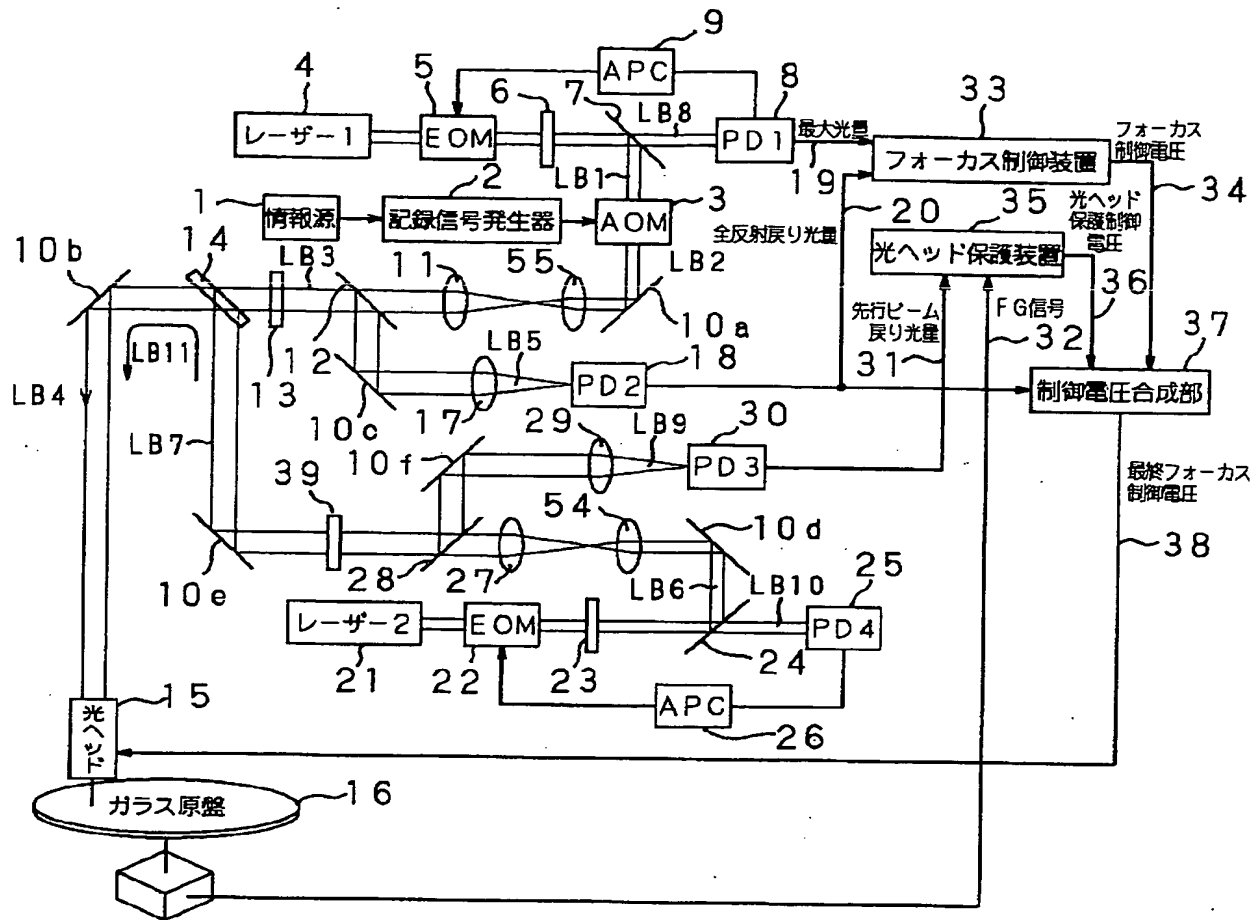 9
APC
4
5
6
7
LB8
8
33
レーザー1
EOM
PD1
最大光量
19
フォーカス制御装置
フォーカス
制御電圧
34
LB1
1
2
3
情報源
記録信号発生器
AOM
全反射戻り光量
20
35
光ヘッド
保護制御
電圧
光ヘッド保護装置
36
10b
14
LB3
11
55
LB2
10a
先行ビーム
戻り光量
31
FG信号
32
37
LB11
13
12
LB5
18
PD2
制御電圧合成部
LB4
10c
17
29
LB9
30
LB7
10f
PD3
最終フォーカス
制御電圧
38
39
54
10d
10e
28
27
LB6
LB10
25
レーザー2
EOM
PD4
21
22
23
24
APC
26
15
光ヘッド
ガラス原盤
16